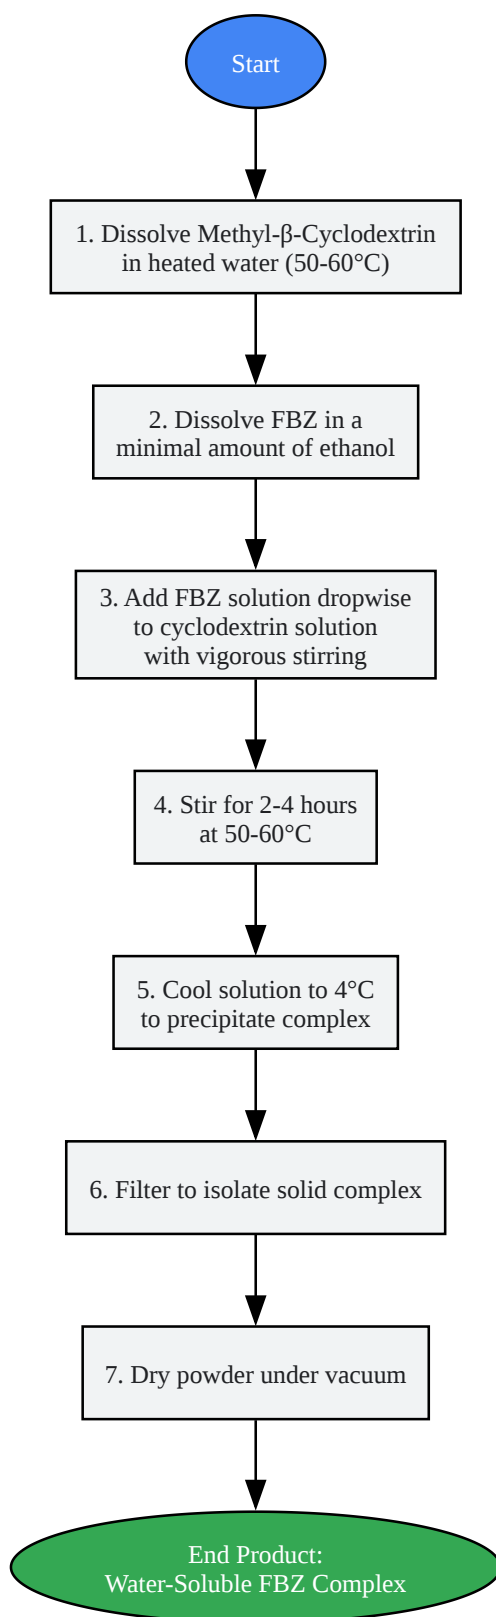 Start
1. Dissolve Methyl-β-Cyclodextrin
in heated water (50-60°C)
2. Dissolve FBZ in a
minimal amount of ethanol
3. Add FBZ solution dropwise
to cyclodextrin solution
with vigorous stirring
4. Stir for 2-4 hours
at 50-60°C
5. Cool solution to 4°C
to precipitate complex
6. Filter to isolate solid complex
7. Dry powder under vacuum
End Product:
Water-Soluble FBZ Complex